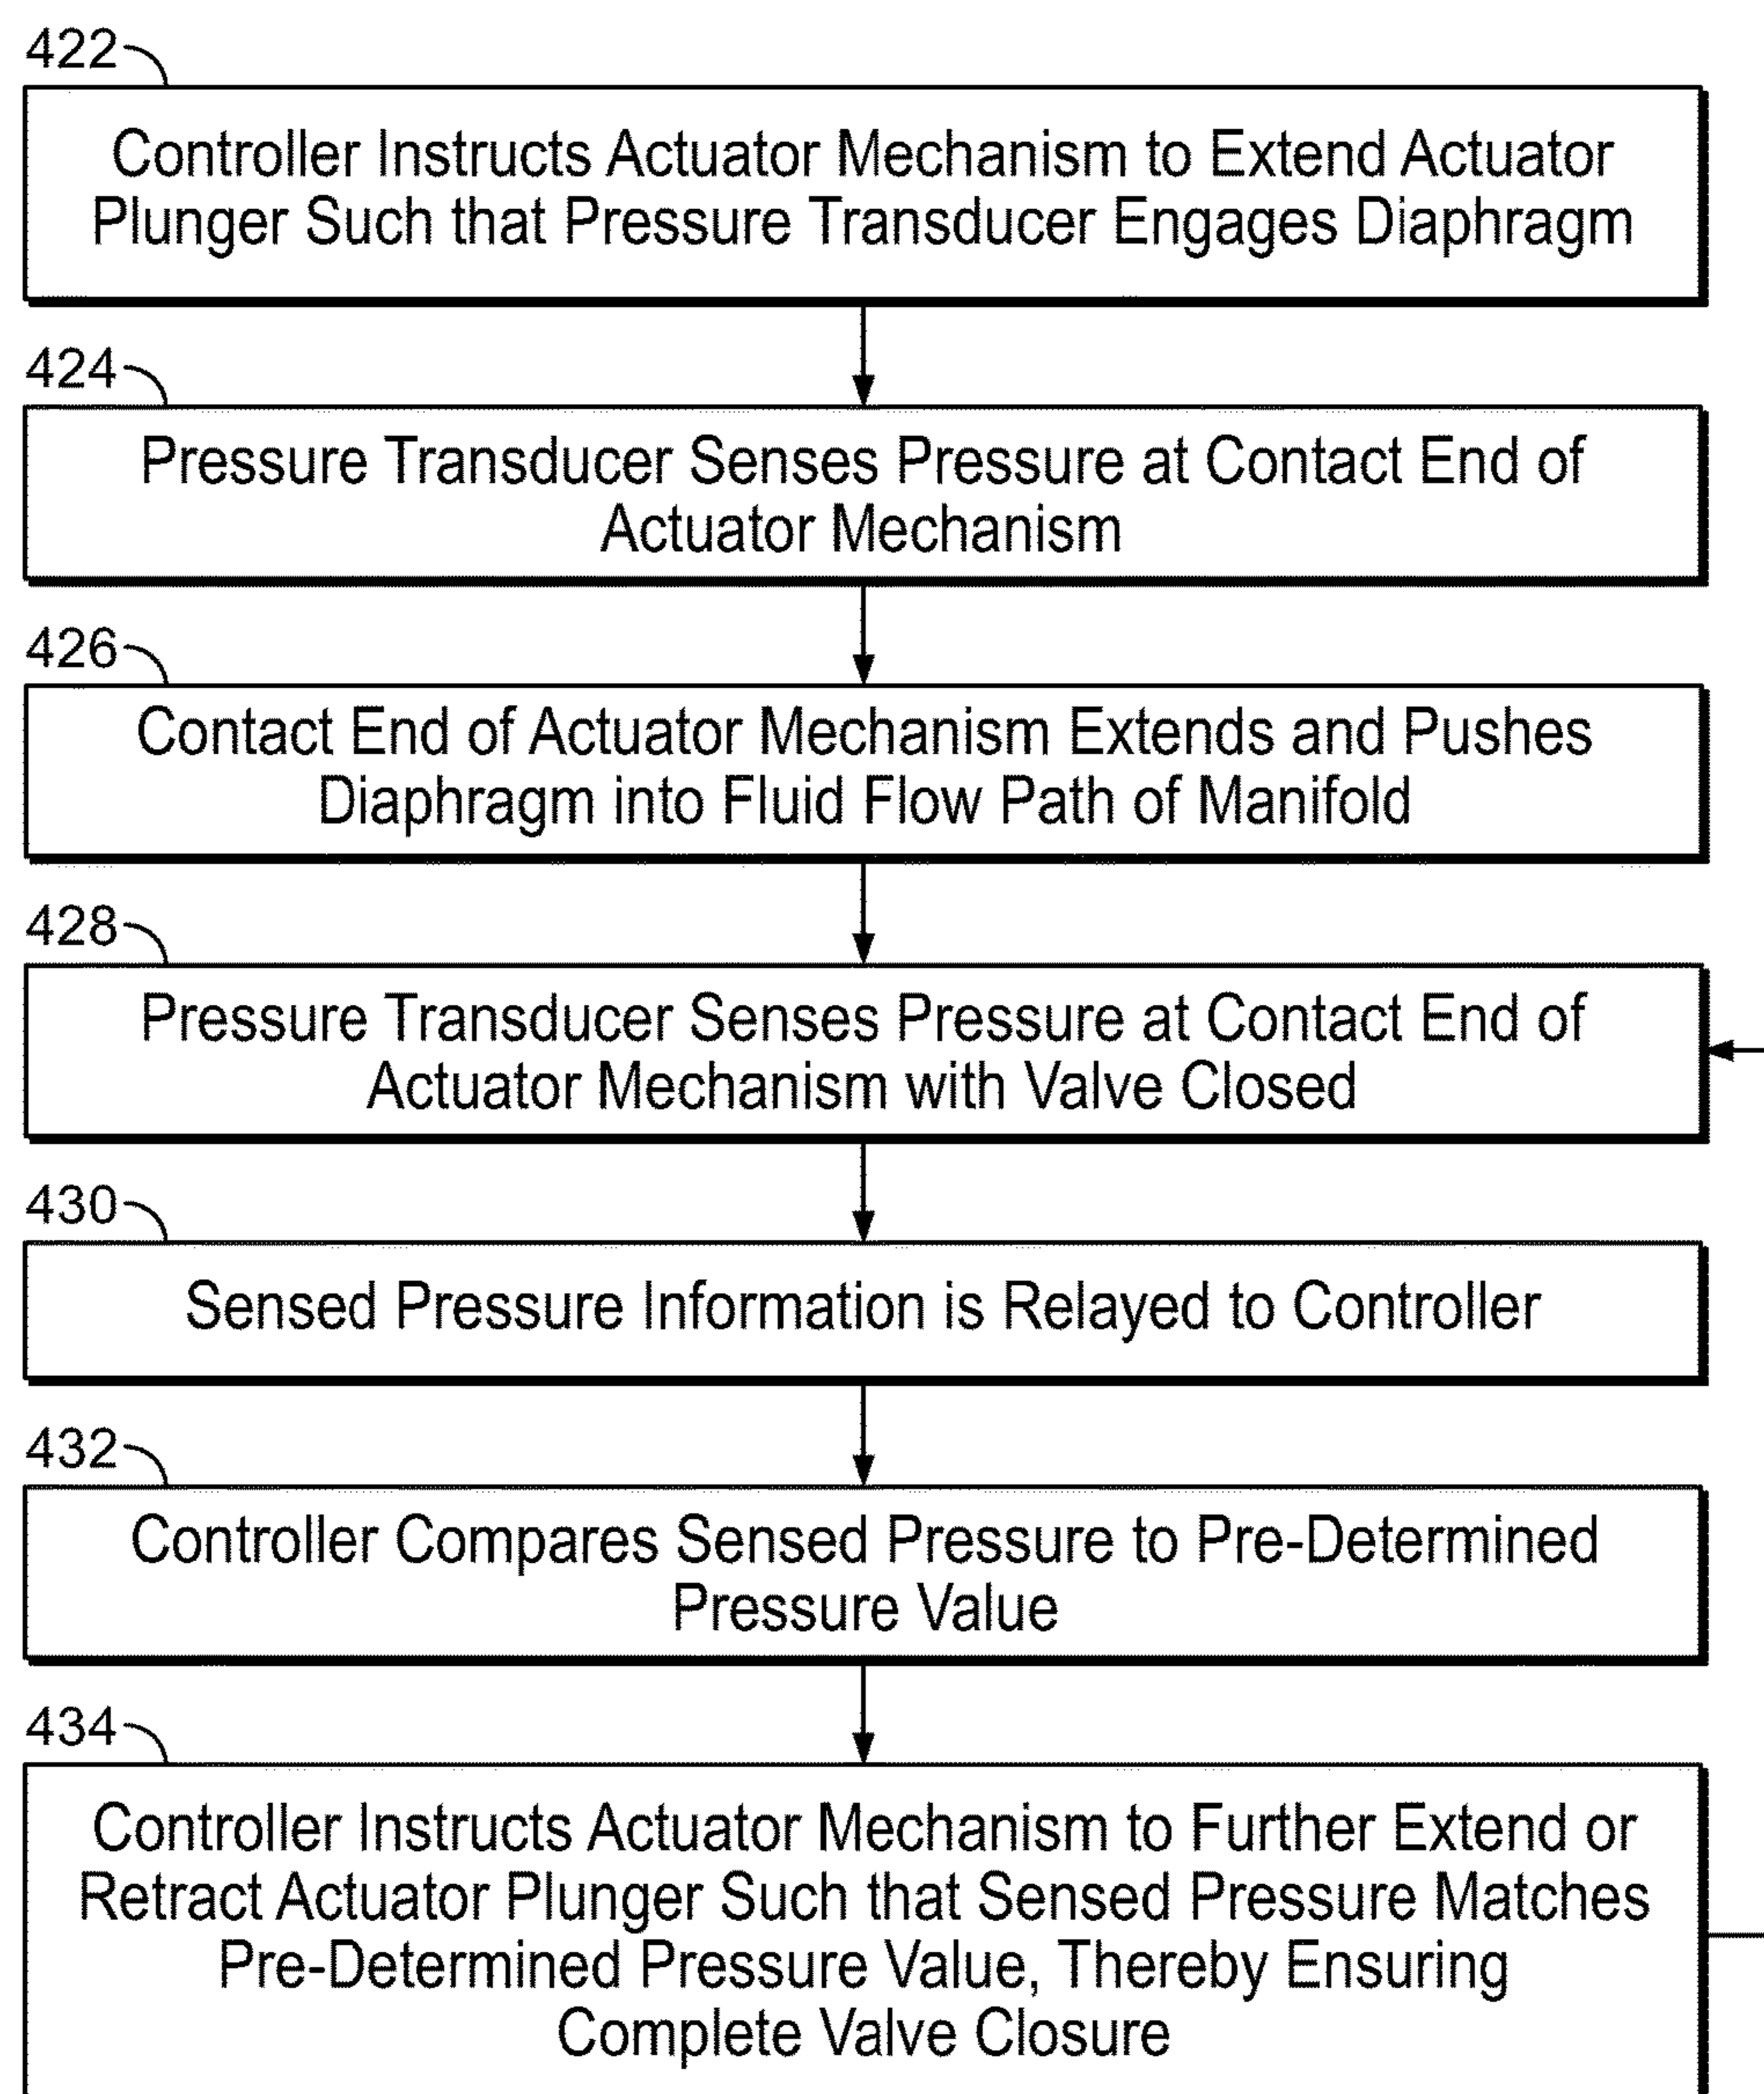 422
Controller Instructs Actuator Mechanism to Extend Actuator
Plunger Such that Pressure Transducer Engages Diaphragm
424
Pressure Transducer Senses Pressure at Contact End of
Actuator Mechanism
426
Contact End of Actuator Mechanism Extends and Pushes
Diaphragm into Fluid Flow Path of Manifold
428
Pressure Transducer Senses Pressure at Contact End of
Actuator Mechanism with Valve Closed
430
Sensed Pressure Information is Relayed to Controller
432
Controller Compares Sensed Pressure to Pre-Determined
Pressure Value
434
Controller Instructs Actuator Mechanism to Further Extend or
Retract Actuator Plunger Such that Sensed Pressure Matches
Pre-Determined Pressure Value, Thereby Ensuring
Complete Valve Closure